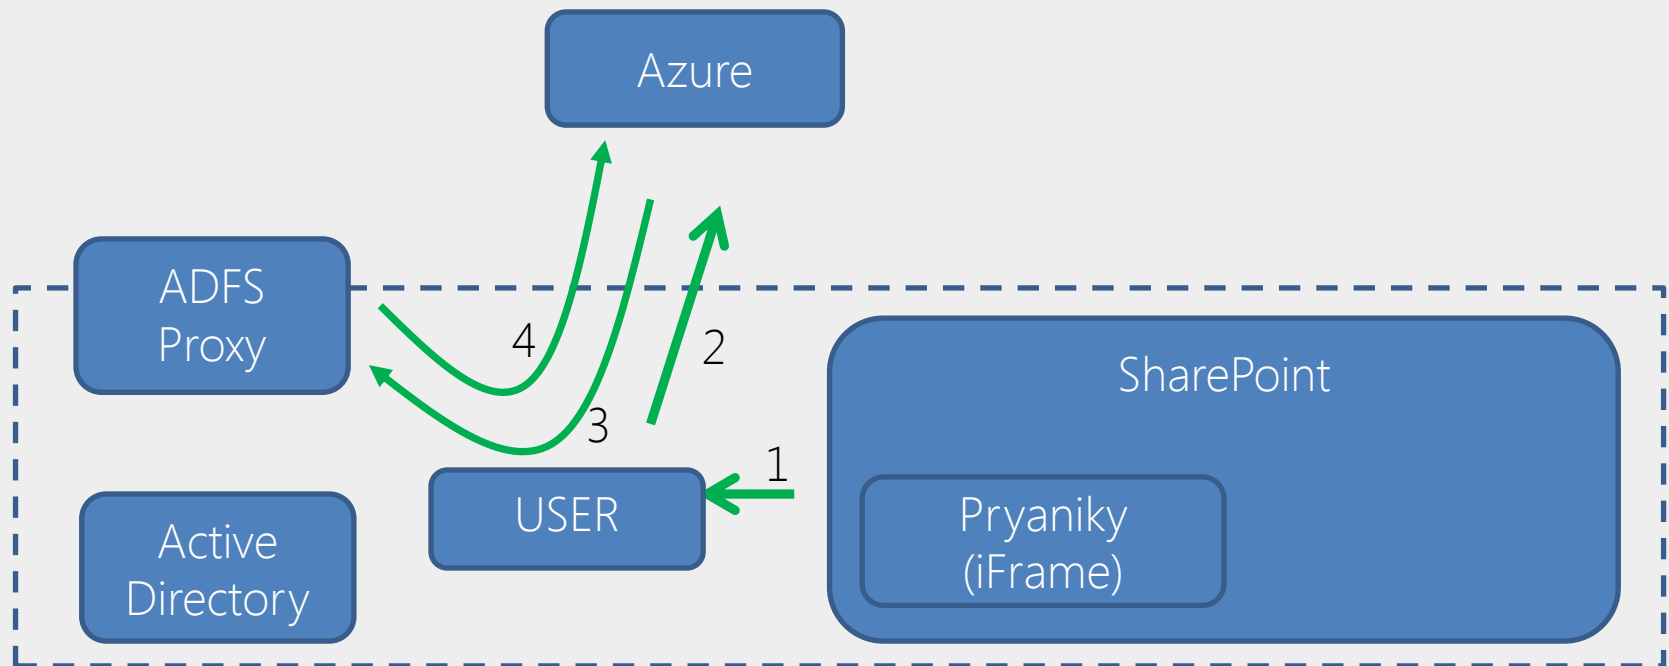 Azure
ADFS
Proxy
4
2
SharePoint
3
1
USER
Pryaniky
(iFrame)
Active
Directory